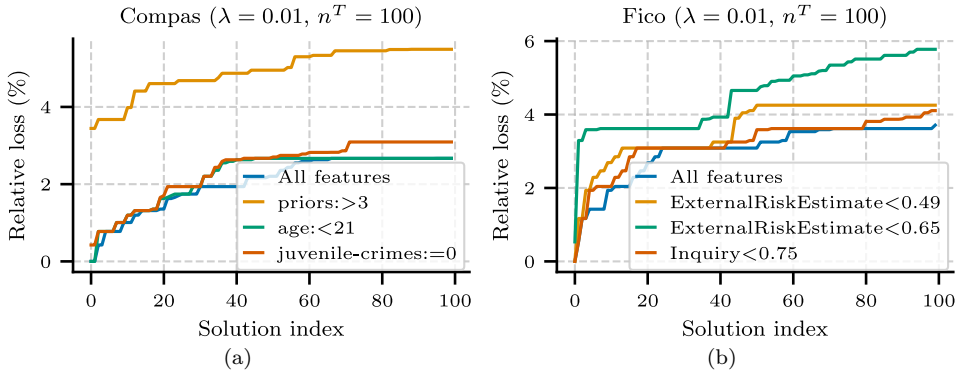 Compas (λ = 0.01, n^T = 100)
Relative loss (%)
4
2
0
All features
priors:>3
age:<21
juvenile-crimes:=0
0 20 40 60 80 100
Solution index
(a)
Fico (λ = 0.01, n^T = 100)
Relative loss (%)
6
4
2
0
All features
ExternalRiskEstimate<0.49
ExternalRiskEstimate<0.65
Inquiry<0.75
0 20 40 60 80 100
Solution index
(b)